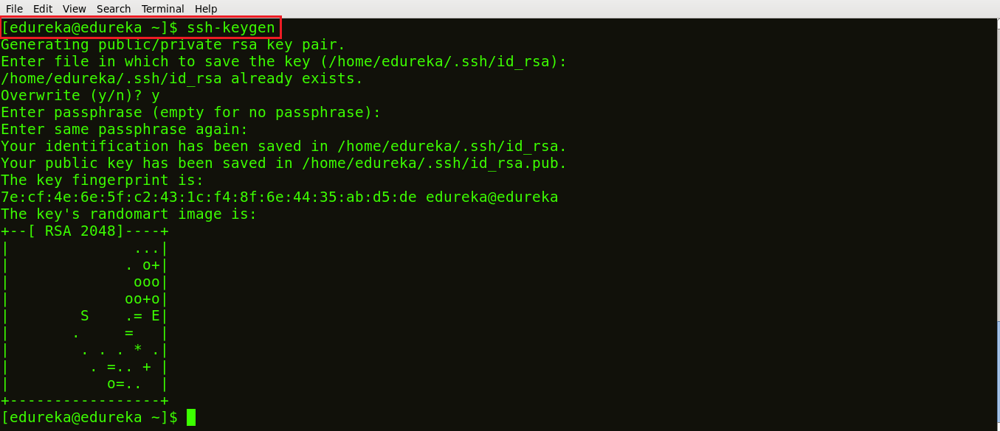 File Edit View Search Terminal Help
[edureka@edureka ~]$ ssh-keygen
Generating public/private rsa key pair.
Enter file in which to save the key (/home/edureka/.ssh/id_rsa):
/home/edureka/.ssh/id_rsa already exists.
Overwrite (y/n)? y
Enter passphrase (empty for no passphrase):
Enter same passphrase again:
Your identification has been saved in /home/edureka/.ssh/id_rsa.
Your public key has been saved in /home/edureka/.ssh/id_rsa.pub.
The key fingerprint is:
7e:cf:4e:6e:5f:c2:43:1c:f4:8f:6e:44:35:ab:d5:de edureka@edureka
The key's randomart image is:
+--[ RSA 2048]----+
|              ...|
|             . o+|
|              ooo|
|             oo+o|
|        S    .= E|
|       .     =   |
|        . . . * .|
|         . =.. + |
|           o=..  |
+-----------------+
[edureka@edureka ~]$